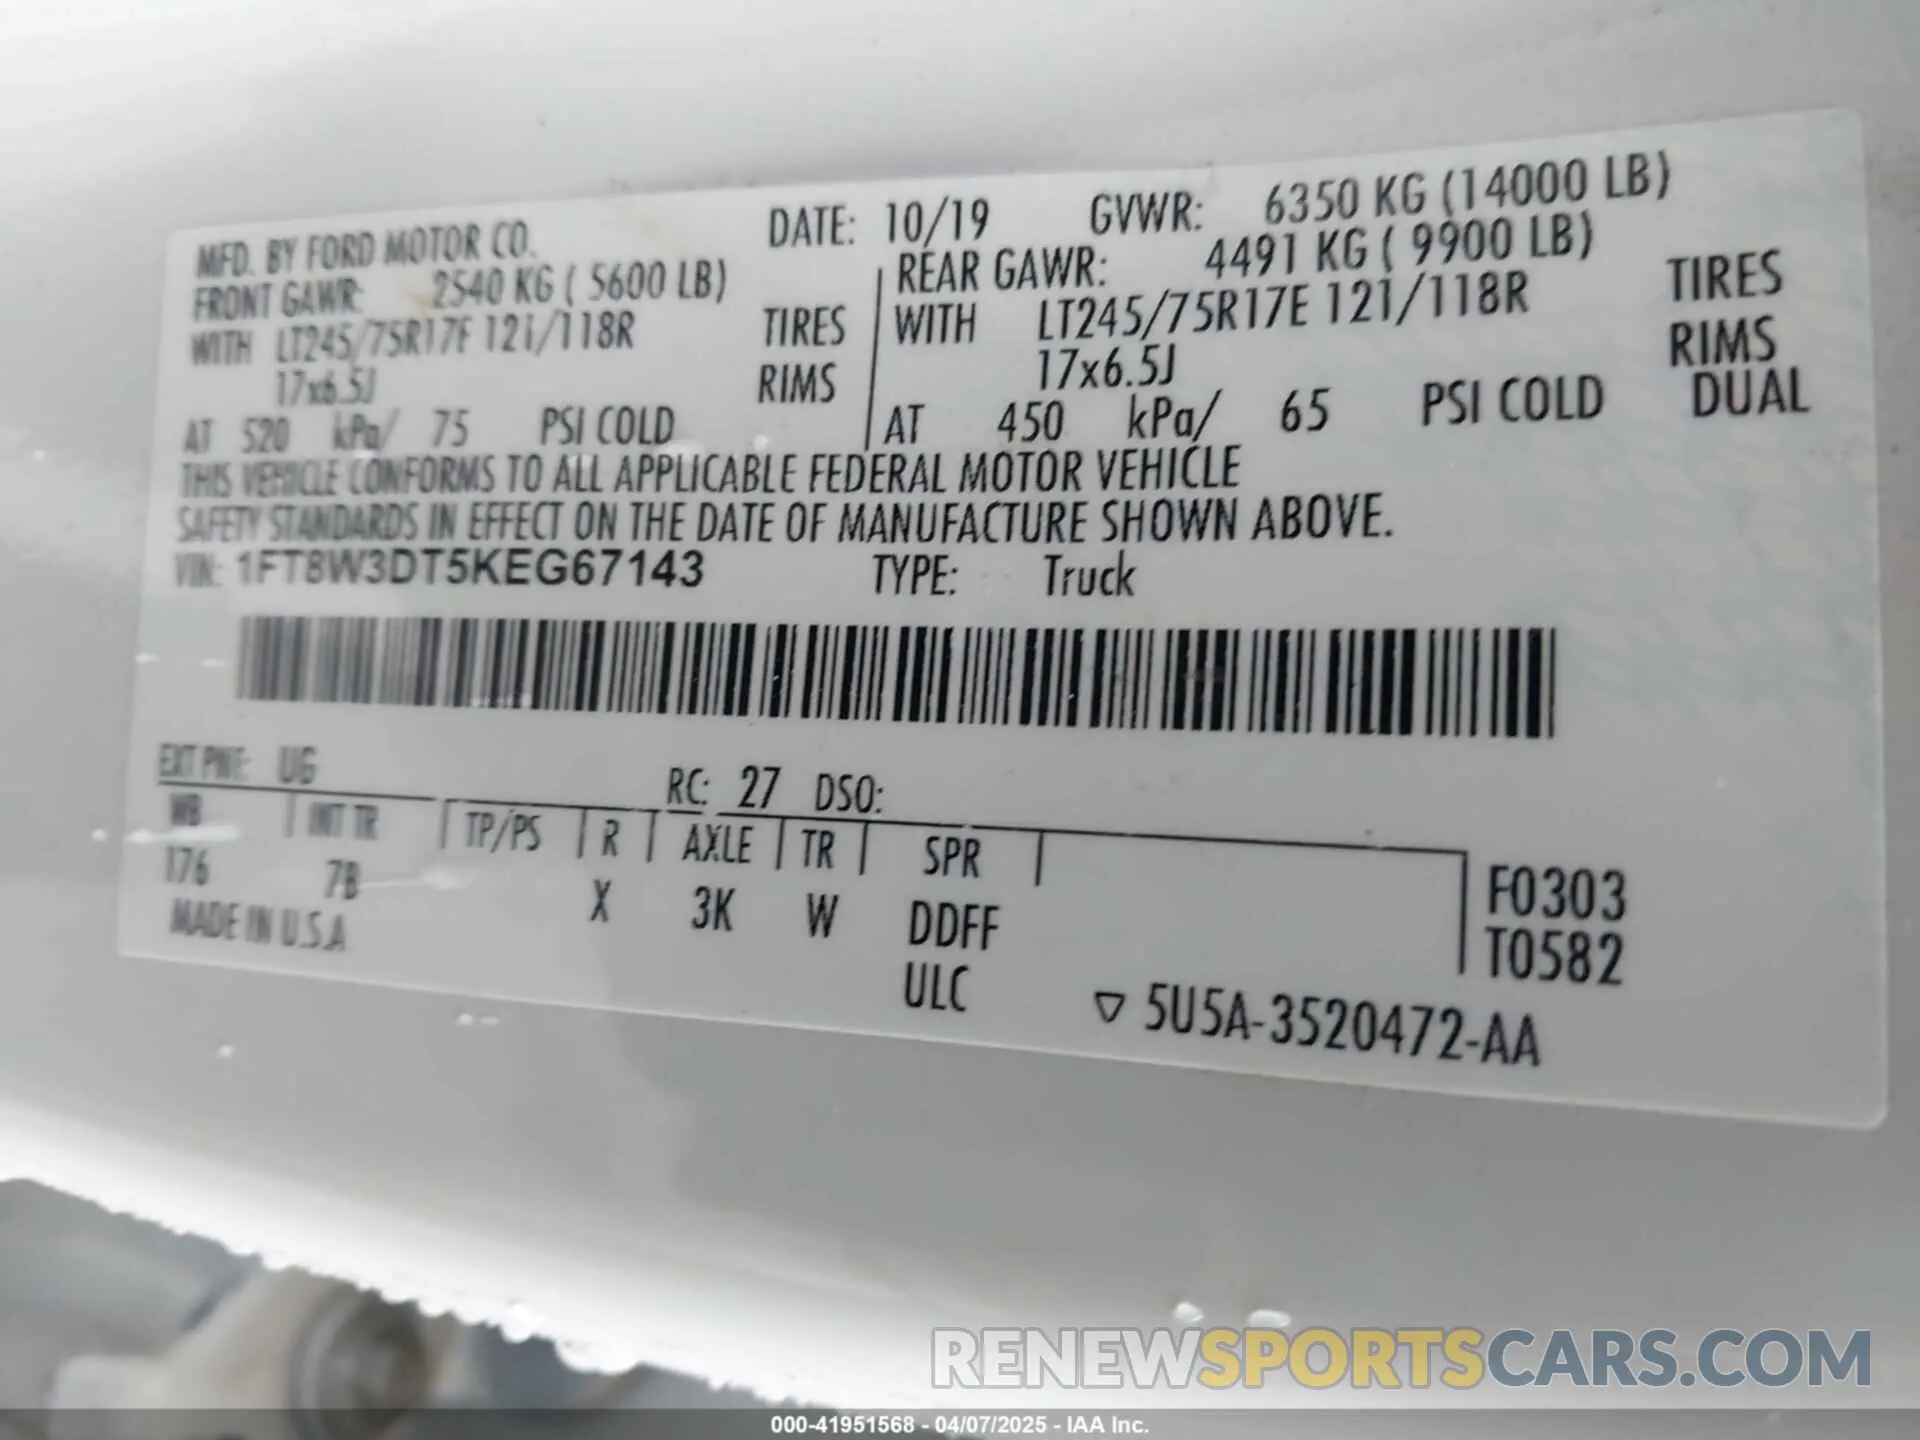 MFD. BY FORD MOTOR CO. DATE: 10/19 GVWR: 6350 KG (14000 LB)
FRONT GAWR: 2540 KG ( 5600 LB) REAR GAWR: 4491 KG ( 9900 LB)
WITH LT245/75R17E 121/118R TIRES WITH LT245/75R17E 121/118R TIRES
17x6.5J RIMS 17x6.5J RIMS
AT 520 kPa/ 75 PSI COLD AT 450 kPa/ 65 PSI COLD DUAL
THIS VEHICLE CONFORMS TO ALL APPLICABLE FEDERAL MOTOR VEHICLE
SAFETY STANDARDS IN EFFECT ON THE DATE OF MANUFACTURE SHOWN ABOVE.
VIN: 1FT8W3DT5KEG67143 TYPE: Truck
EXT PNT: UG RC: 27 DSO:
WB INT TR TP/PS R AXLE TR SPR
176 7B X 3K W DDFF F0303
MADE IN U.S.A ULC T0582
▽ 5U5A-3520472-AA
RENEWSPORTSCARS.COM
000-41951568 - 04/07/2025 - IAA Inc.